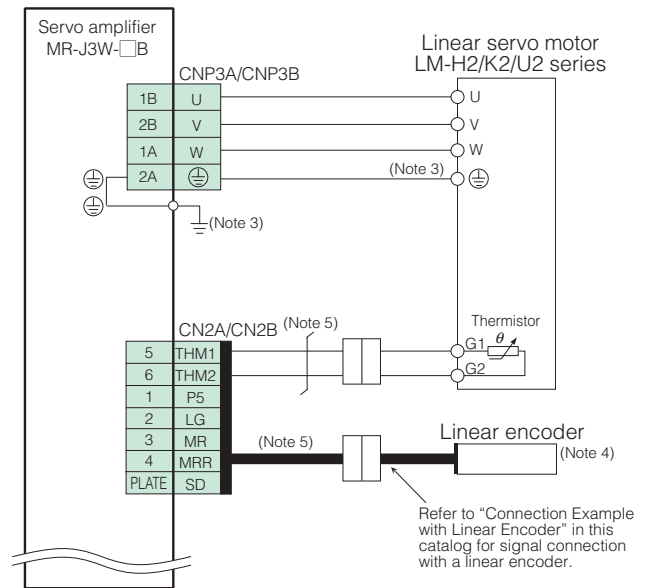 Servo amplifier
MR-J3W-□B
Linear servo motor
LM-H2/K2/U2 series
CNP3A/CNP3B
1B U
2B V
1A W
2A
U
V
W
(Note 3)
(Note 3)
CN2A/CN2B
(Note 5)
Thermistor
θ
G1
G2
5 THM1
6 THM2
1 P5
2 LG
3 MR
4 MRR
PLATE SD
(Note 5)
Linear encoder
(Note 4)
Refer to “Connection Example
with Linear Encoder” in this
catalog for signal connection
with a linear encoder.